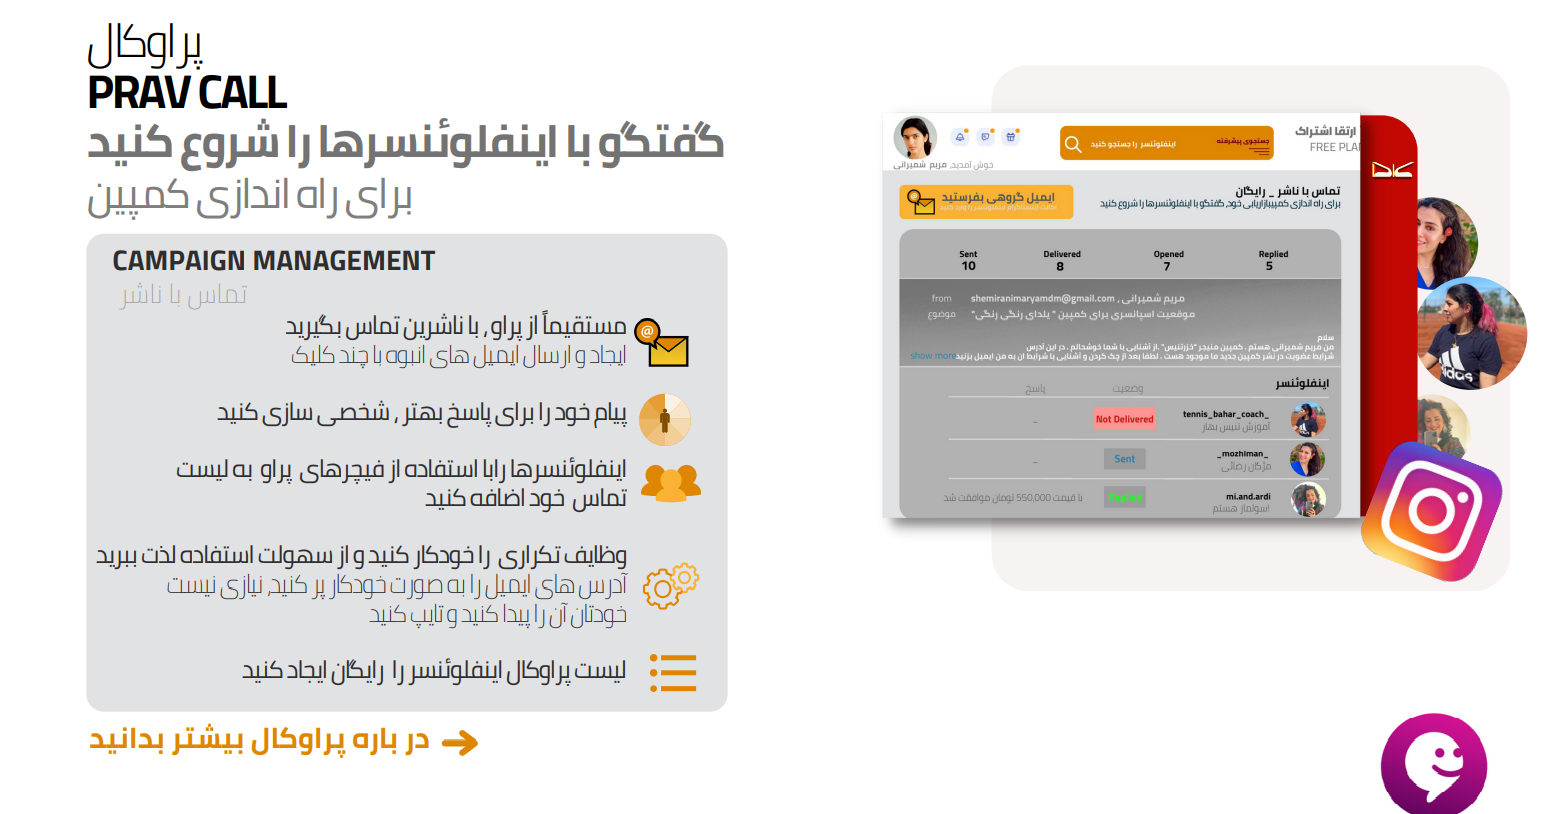 پراوکال
PRAV CALL
گفتگو با اینفلوئنسرها را شروع کنید
برای راه اندازی کمپین
CAMPAIGN MANAGEMENT
تماس با ناشر
مستقیماً از پراو ، با ناشرین تماس بگیرید
ایجاد و ارسال ایمیل های انبوه با چند کلیک
پیام خود را برای پاسخ بهتر ، شخصی سازی کنید
اینفلوئنسرها رابا استفاده از فیچرهای پراو به لیست
تماس خود اضافه کنید
وظایف تکراری را خودکار کنید و از سهولت استفاده لذت ببرید
آدرس های ایمیل را به صورت خودکار پر کنید, نیازی نیست
خودتان آن را پیدا کنید و تایپ کنید
لیست پراوکال اینفلوئنسر را رایگان ایجاد کنید
در باره پراوکال بیشتر بدانید
ارتقا اشتراک
FREE PLA
جستجوی پیشرفته
اینفلوئنسر را جستجو کنید
خوش آمدید, مریم شمیرانی
تماس با ناشر _ رایگان
برای راه اندازی کمپینبازاریابی خود, گفتگو با اینفلوئنسرها را شروع کنید
ایمیل گروهی بفرستید
Sent Delivered Opened Replied
10 8 7 5
from shemiranimaryamdm@gmail.com , مریم شمیرانی
موضوع موقعیت اسپانسری برای کمپین " یلدای رنگی رنگی"
سلام
من مریم شمیرانی هستم . کمپین منیجر "خزرتنیس" .از آشنایی با شما خوشحالم . در این آدرس
شرایط عضویت در نشر کمپین جدید ما موجود هست . لطفا بعد از چک کردن و آشنایی با شرایط ان به من ایمیل بزنید show more
اینفلوئنسر وضعیت پاسخ
tennis_bahar_coach_ Not Delivered _
آموزش تنیس بهار
_mozhiman_ Sent _
مژگان رضائی
mi.and.ardi با قیمت 550,000 تومان موافقت شد
سولماز هستم!
adidas